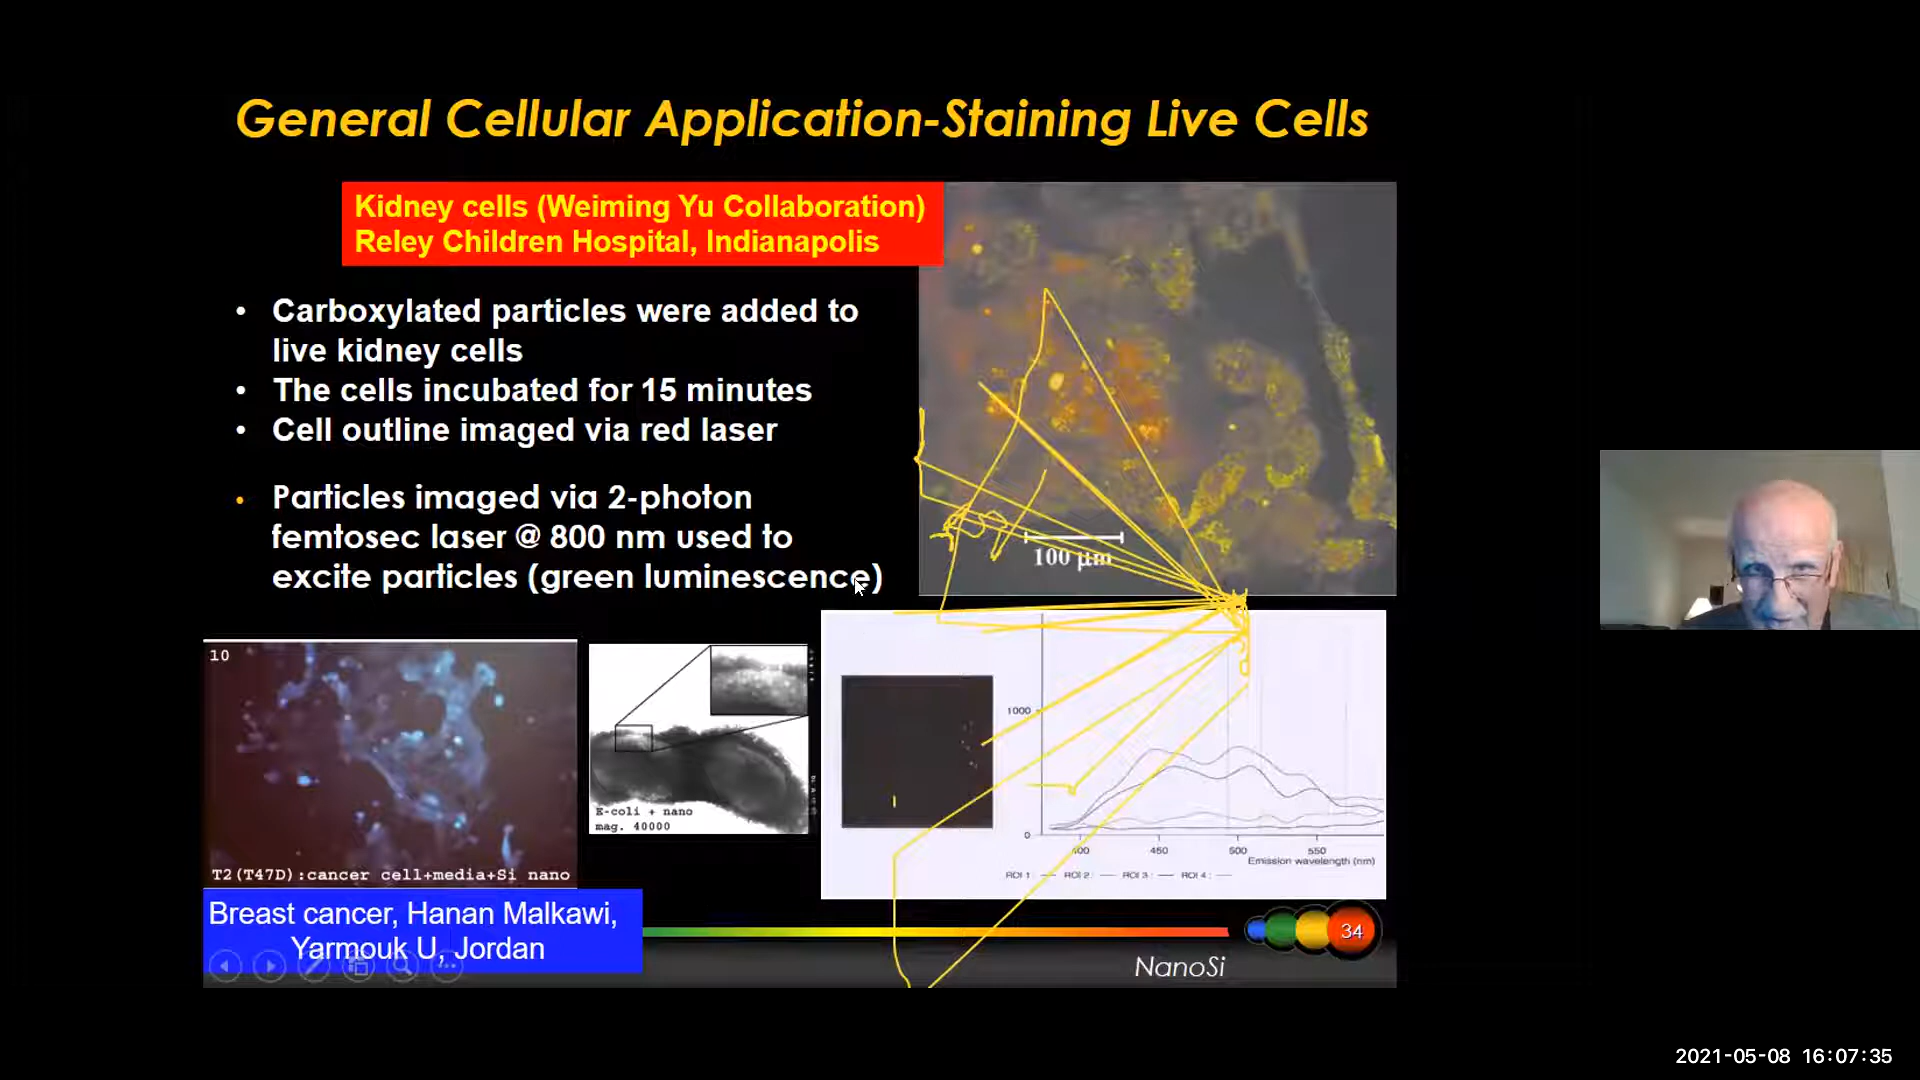 General Cellular Application-Staining Live Cells
Kidney cells (Weiming Yu Collaboration)
Reley Children Hospital, Indianapolis
• Carboxylated particles were added to
live kidney cells
• The cells incubated for 15 minutes
• Cell outline imaged via red laser
• Particles imaged via 2-photon
femtosec laser @ 800 nm used to
excite particles (green luminescence)
100 µm
10
T2(T47D):cancer cell+media+Si nano
E-coli + nano
mag. 40000
1000
0
400 450 500 550
Emission wavelength (nm)
ROI 1: ROI 2: ROI 3: ROI 4:
Breast cancer, Hanan Malkawi,
Yarmouk U, Jordan
34
NanoSi
2021-05-08 16:07:35